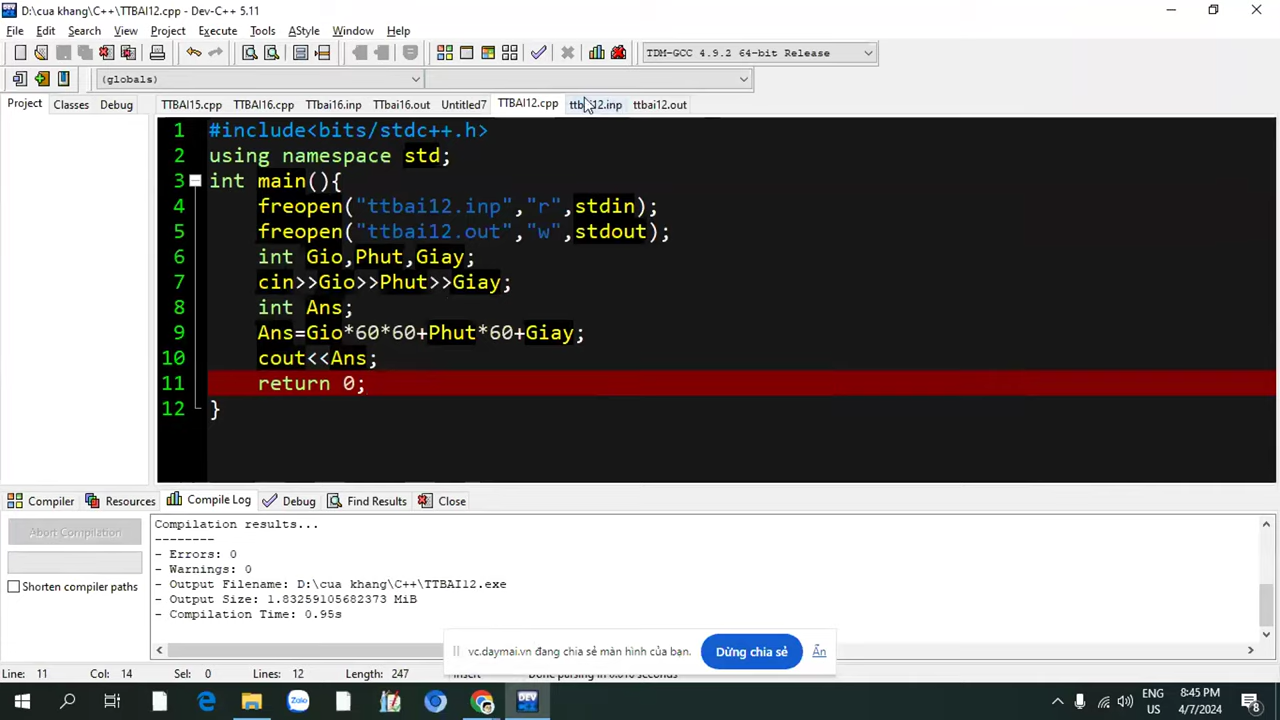 D:\cua khang\C++\TTBAI12.cpp - Dev-C++ 5.11
File Edit Search View Project Execute Tools AStyle Window Help
TDM-GCC 4.9.2 64-bit Release
(globals)
Project Classes Debug
TTBAI15.cpp TTBAI16.cpp TTbai16.inp TTbai16.out Untitled7 TTBAI12.cpp ttbai12.inp ttbai12.out
1 #include<bits/stdc++.h>
2 using namespace std;
3 int main(){
4 freopen("ttbai12.inp","r",stdin);
5 freopen("ttbai12.out","w",stdout);
6 int Gio,Phut,Giay;
7 cin>>Gio>>Phut>>Giay;
8 int Ans;
9 Ans=Gio*60*60+Phut*60+Giay;
10 cout<<Ans;
11 return 0;
12 }
Compiler Resources Compile Log Debug Find Results Close
Abort Compilation
Shorten compiler paths
Compilation results...
--------
- Errors: 0
- Warnings: 0
- Output Filename: D:\cua khang\C++\TTBAI12.exe
- Output Size: 1.83259105682373 MiB
- Compilation Time: 0.95s
vc.daymai.vn đang chia sẻ màn hình của bạn. Dừng chia sẻ Ẩn
Line: 11 Col: 14 Sel: 0 Lines: 12 Length: 247 Insert Done parsing in seconds
DEV
ENG
US
8:45 PM
4/7/2024
8